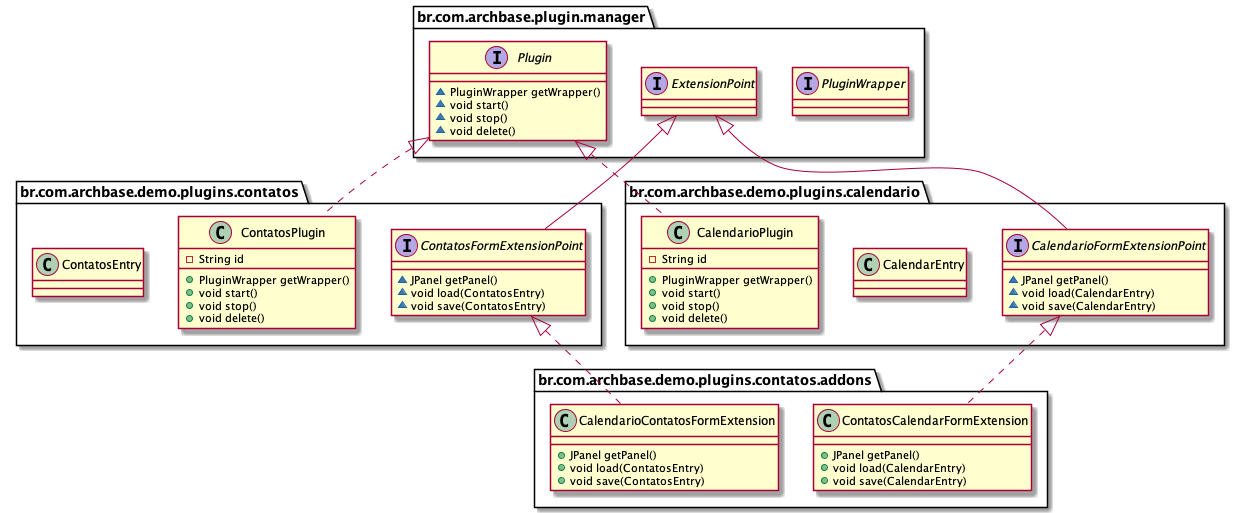 br.com.archbase.plugin.manager
I Plugin
PluginWrapper getWrapper()
void start()
void stop()
void delete()
I ExtensionPoint
I PluginWrapper
br.com.archbase.demo.plugins.contatos
C ContatosEntry
C ContatosPlugin
String id
PluginWrapper getWrapper()
void start()
void stop()
void delete()
I ContatosFormExtensionPoint
JPanel getPanel()
void load(ContatosEntry)
void save(ContatosEntry)
br.com.archbase.demo.plugins.calendario
C CalendarioPlugin
String id
PluginWrapper getWrapper()
void start()
void stop()
void delete()
C CalendarEntry
I CalendarioFormExtensionPoint
JPanel getPanel()
void load(CalendarEntry)
void save(CalendarEntry)
br.com.archbase.demo.plugins.contatos.addons
C CalendarioContatosFormExtension
JPanel getPanel()
void load(ContatosEntry)
void save(ContatosEntry)
C ContatosCalendarFormExtension
JPanel getPanel()
void load(CalendarEntry)
void save(CalendarEntry)